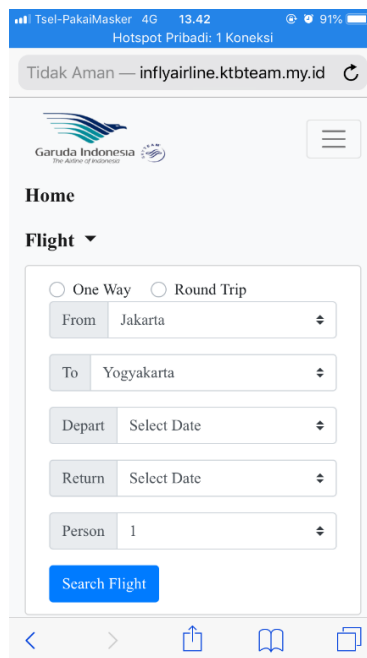 Tsel-PakaiMasker 4G 13.42 91%
Hotspot Pribadi: 1 Koneksi
Tidak Aman — inflyairline.ktbteam.my.id
Garuda Indonesia
The Airline of Indonesia
Home
Flight
One Way Round Trip
From Jakarta
To Yogyakarta
Depart Select Date
Return Select Date
Person 1
Search Flight